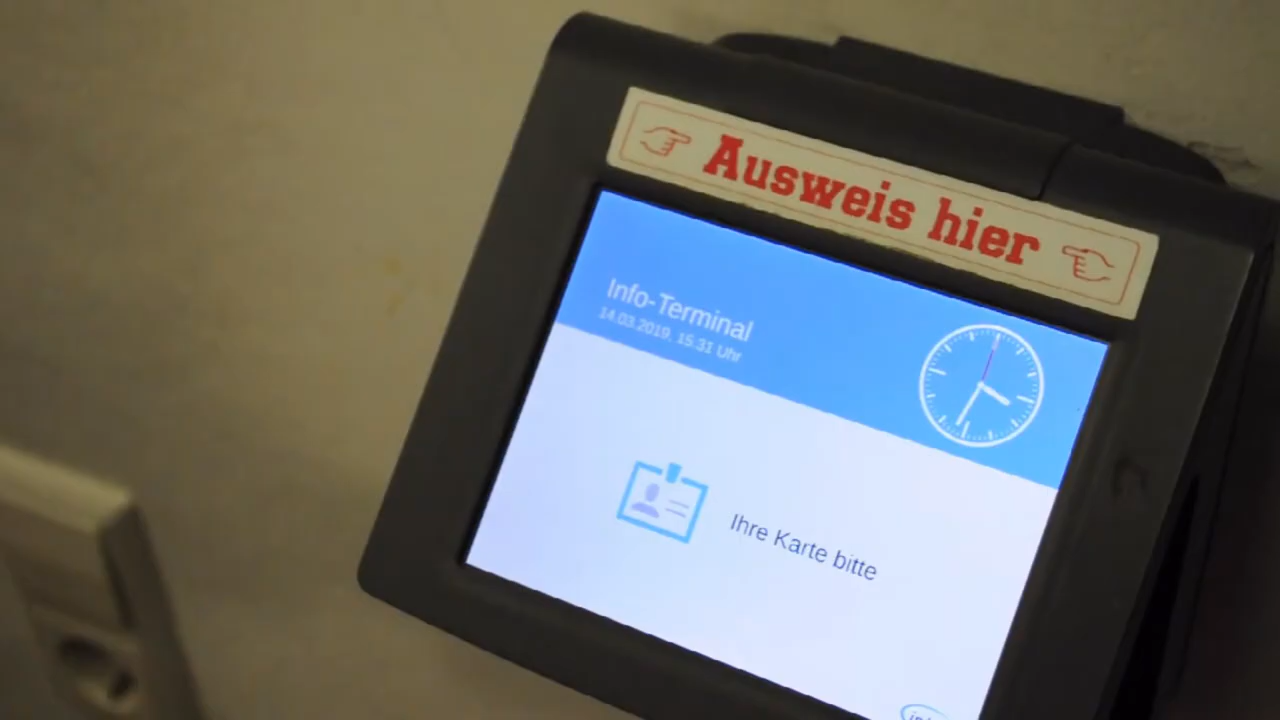 Ausweis hier
Info-Terminal
14.03.2019, 15.31 Uhr
Ihre Karte bitte